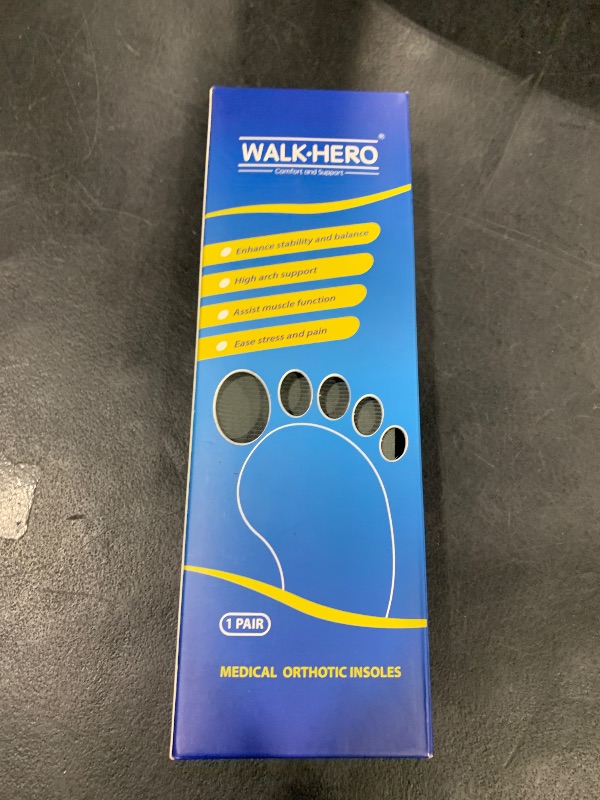 WALK·HERO®
Comfort and Support
Enhance stability and balance
High arch support
Assist muscle function
Ease stress and pain
1 PAIR
MEDICAL ORTHOTIC INSOLES